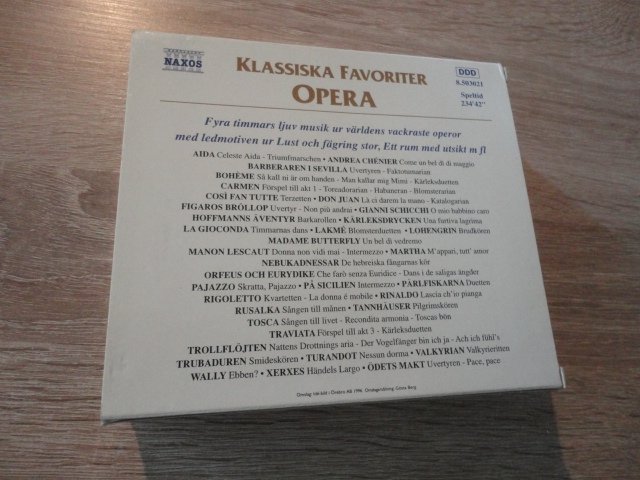 NAXOS
KLASSISKA FAVORITER
OPERA
DDD
8.503021
Speltid
234'42"
Fyra timmars ljuv musik ur världens vackraste operor
med ledmotiven ur Lust och fägring stor, Ett rum med utsikt m fl
AIDA Celeste Aida - Triumfmarschen • ANDREA CHÉNIER Come un bel dì di maggio
BARBERAREN I SEVILLA Uvertyren - Faktotumarian
BOHÈME Så kall ni är om handen - Man kallar mig Mimi - Kärleksduetten
CARMEN Förspel till akt 1 - Toreadorarian - Habaneran - Blomsterarian
COSÌ FAN TUTTE Terzetten • DON JUAN Là ci darem la mano - Katalogarian
FIGAROS BRÖLLOP Uvertyr - Non più andrai • GIANNI SCHICCHI O mio babbino caro
HOFFMANNS ÄVENTYR Barkarollen • KÄRLEKSDRYCKEN Una furtiva lagrima
LA GIOCONDA Timmarnas dans • LAKMÉ Blomsterduetten • LOHENGRIN Brudkören
MADAME BUTTERFLY Un bel dì vedremo
MANON LESCAUT Donna non vidi mai - Intermezzo • MARTHA M'appari, tutt' amor
NEBUKADNESSAR De hebreiska fångarnas kör
ORFEUS OCH EURYDIKE Che farò senza Euridice - Dans i de saligas ängder
PAJAZZO Skratta, Pajazzo • PÅ SICILIEN Intermezzo • PÄRLFISKARNA Duetten
RIGOLETTO Kvartetten - La donna é mobile • RINALDO Lascia ch'io pianga
RUSALKA Sången till månen • TANNHÄUSER Pilgrimskören
TOSCA Sången till livet - Recondita armonia - Toscas bön
TRAVIATA Förspel till akt 3 - Kärleksduetten
TROLLFLÖJTEN Nattens Drottnings aria - Der Vogelfänger bin ich ja - Ach ich fühl's
TRUBADUREN Smideskören • TURANDOT Nessun dorma • VALKYRIAN Valkyrieritten
WALLY Ebben? • XERXES Händels Largo • ÖDETS MAKT Uvertyren - Pace, pace